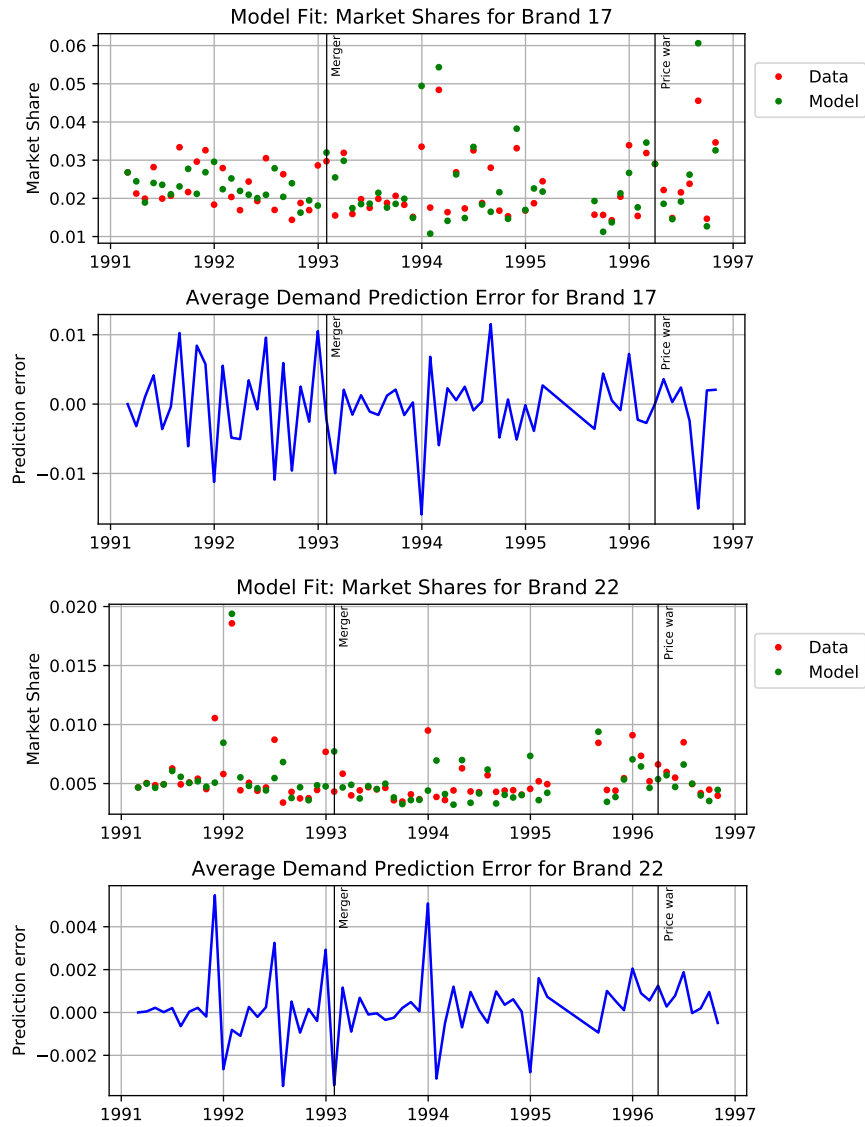 Model Fit: Market Shares for Brand 17
Market Share
0.06
0.05
0.04
0.03
0.02
0.01
Merger
Price war
Data
Model
1991 1992 1993 1994 1995 1996 1997
Average Demand Prediction Error for Brand 17
Prediction error
0.01
0.00
−0.01
Merger
Price war
1991 1992 1993 1994 1995 1996 1997
Model Fit: Market Shares for Brand 22
Market Share
0.020
0.015
0.010
0.005
Merger
Price war
Data
Model
1991 1992 1993 1994 1995 1996 1997
Average Demand Prediction Error for Brand 22
Prediction error
0.004
0.002
0.000
−0.002
Merger
Price war
1991 1992 1993 1994 1995 1996 1997